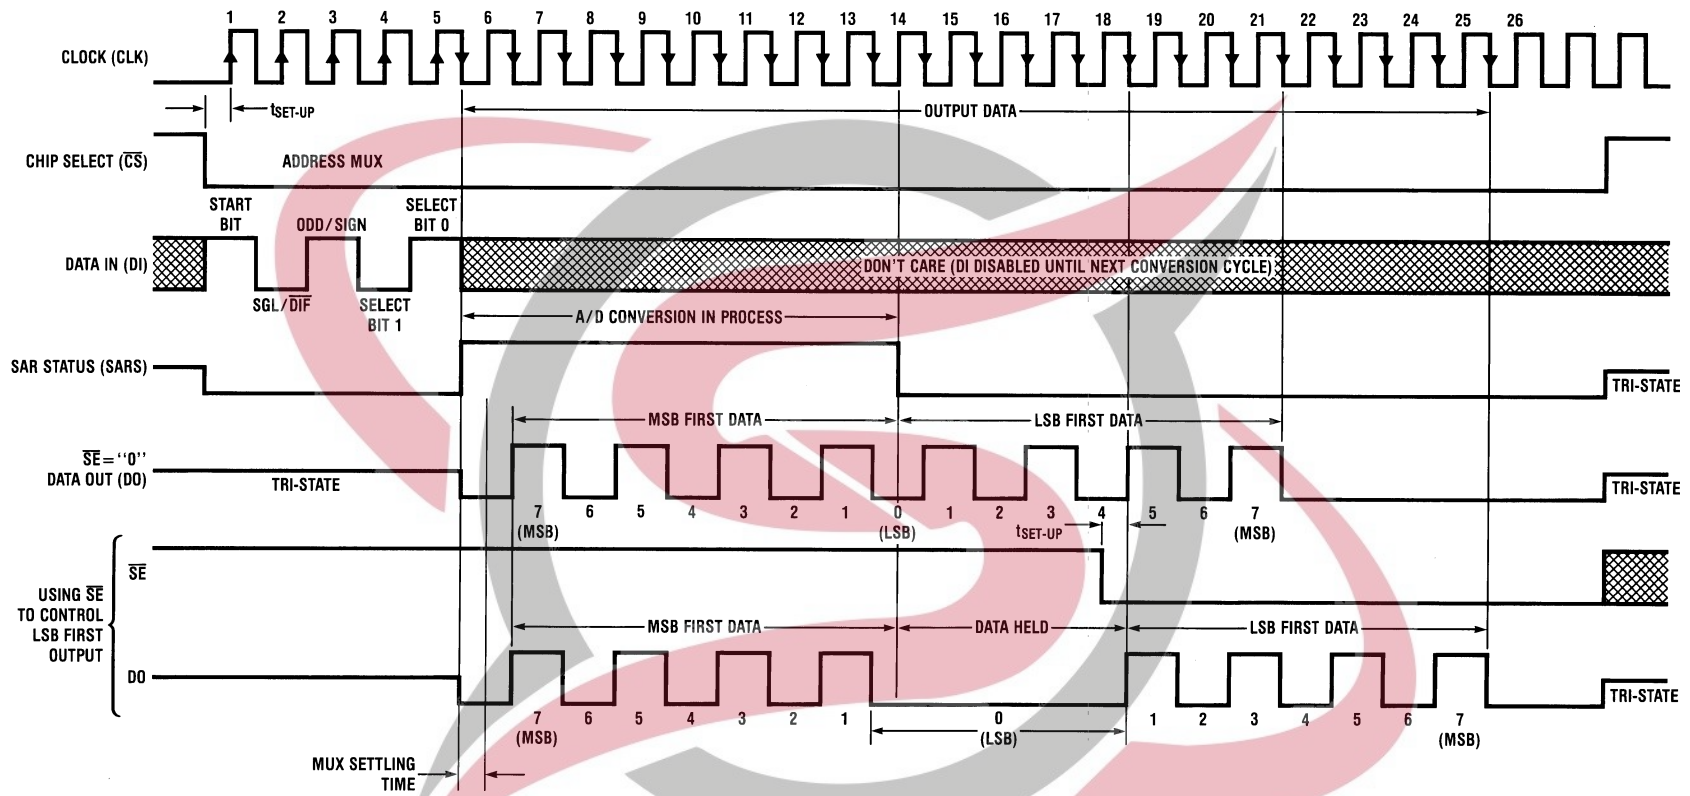 1 2 3 4 5 6 7 8 9 10 11 12 13 14 15 16 17 18 19 20 21 22 23 24 25 26
CLOCK (CLK)
tSET-UP
OUTPUT DATA
CHIP SELECT (C̅S̅)
ADDRESS MUX
START
BIT
ODD/SIGN
SELECT
BIT 0
DATA IN (DI)
DON'T CARE (DI DISABLED UNTIL NEXT CONVERSION CYCLE)
SGL/D̅I̅F̅
SELECT
BIT 1
A/D CONVERSION IN PROCESS
SAR STATUS (SARS)
TRI-STATE
MSB FIRST DATA
LSB FIRST DATA
S̅E̅="0"
DATA OUT (DO)
TRI-STATE
TRI-STATE
7 6 5 4 3 2 1 0 1 2 3 4 5 6 7
(MSB) (LSB) (MSB)
tSET-UP
S̅E̅
USING S̅E̅
TO CONTROL
LSB FIRST
OUTPUT
MSB FIRST DATA
DATA HELD
LSB FIRST DATA
DO
TRI-STATE
7 6 5 4 3 2 1 0 1 2 3 4 5 6 7
(MSB) (LSB) (MSB)
MUX SETTLING
TIME